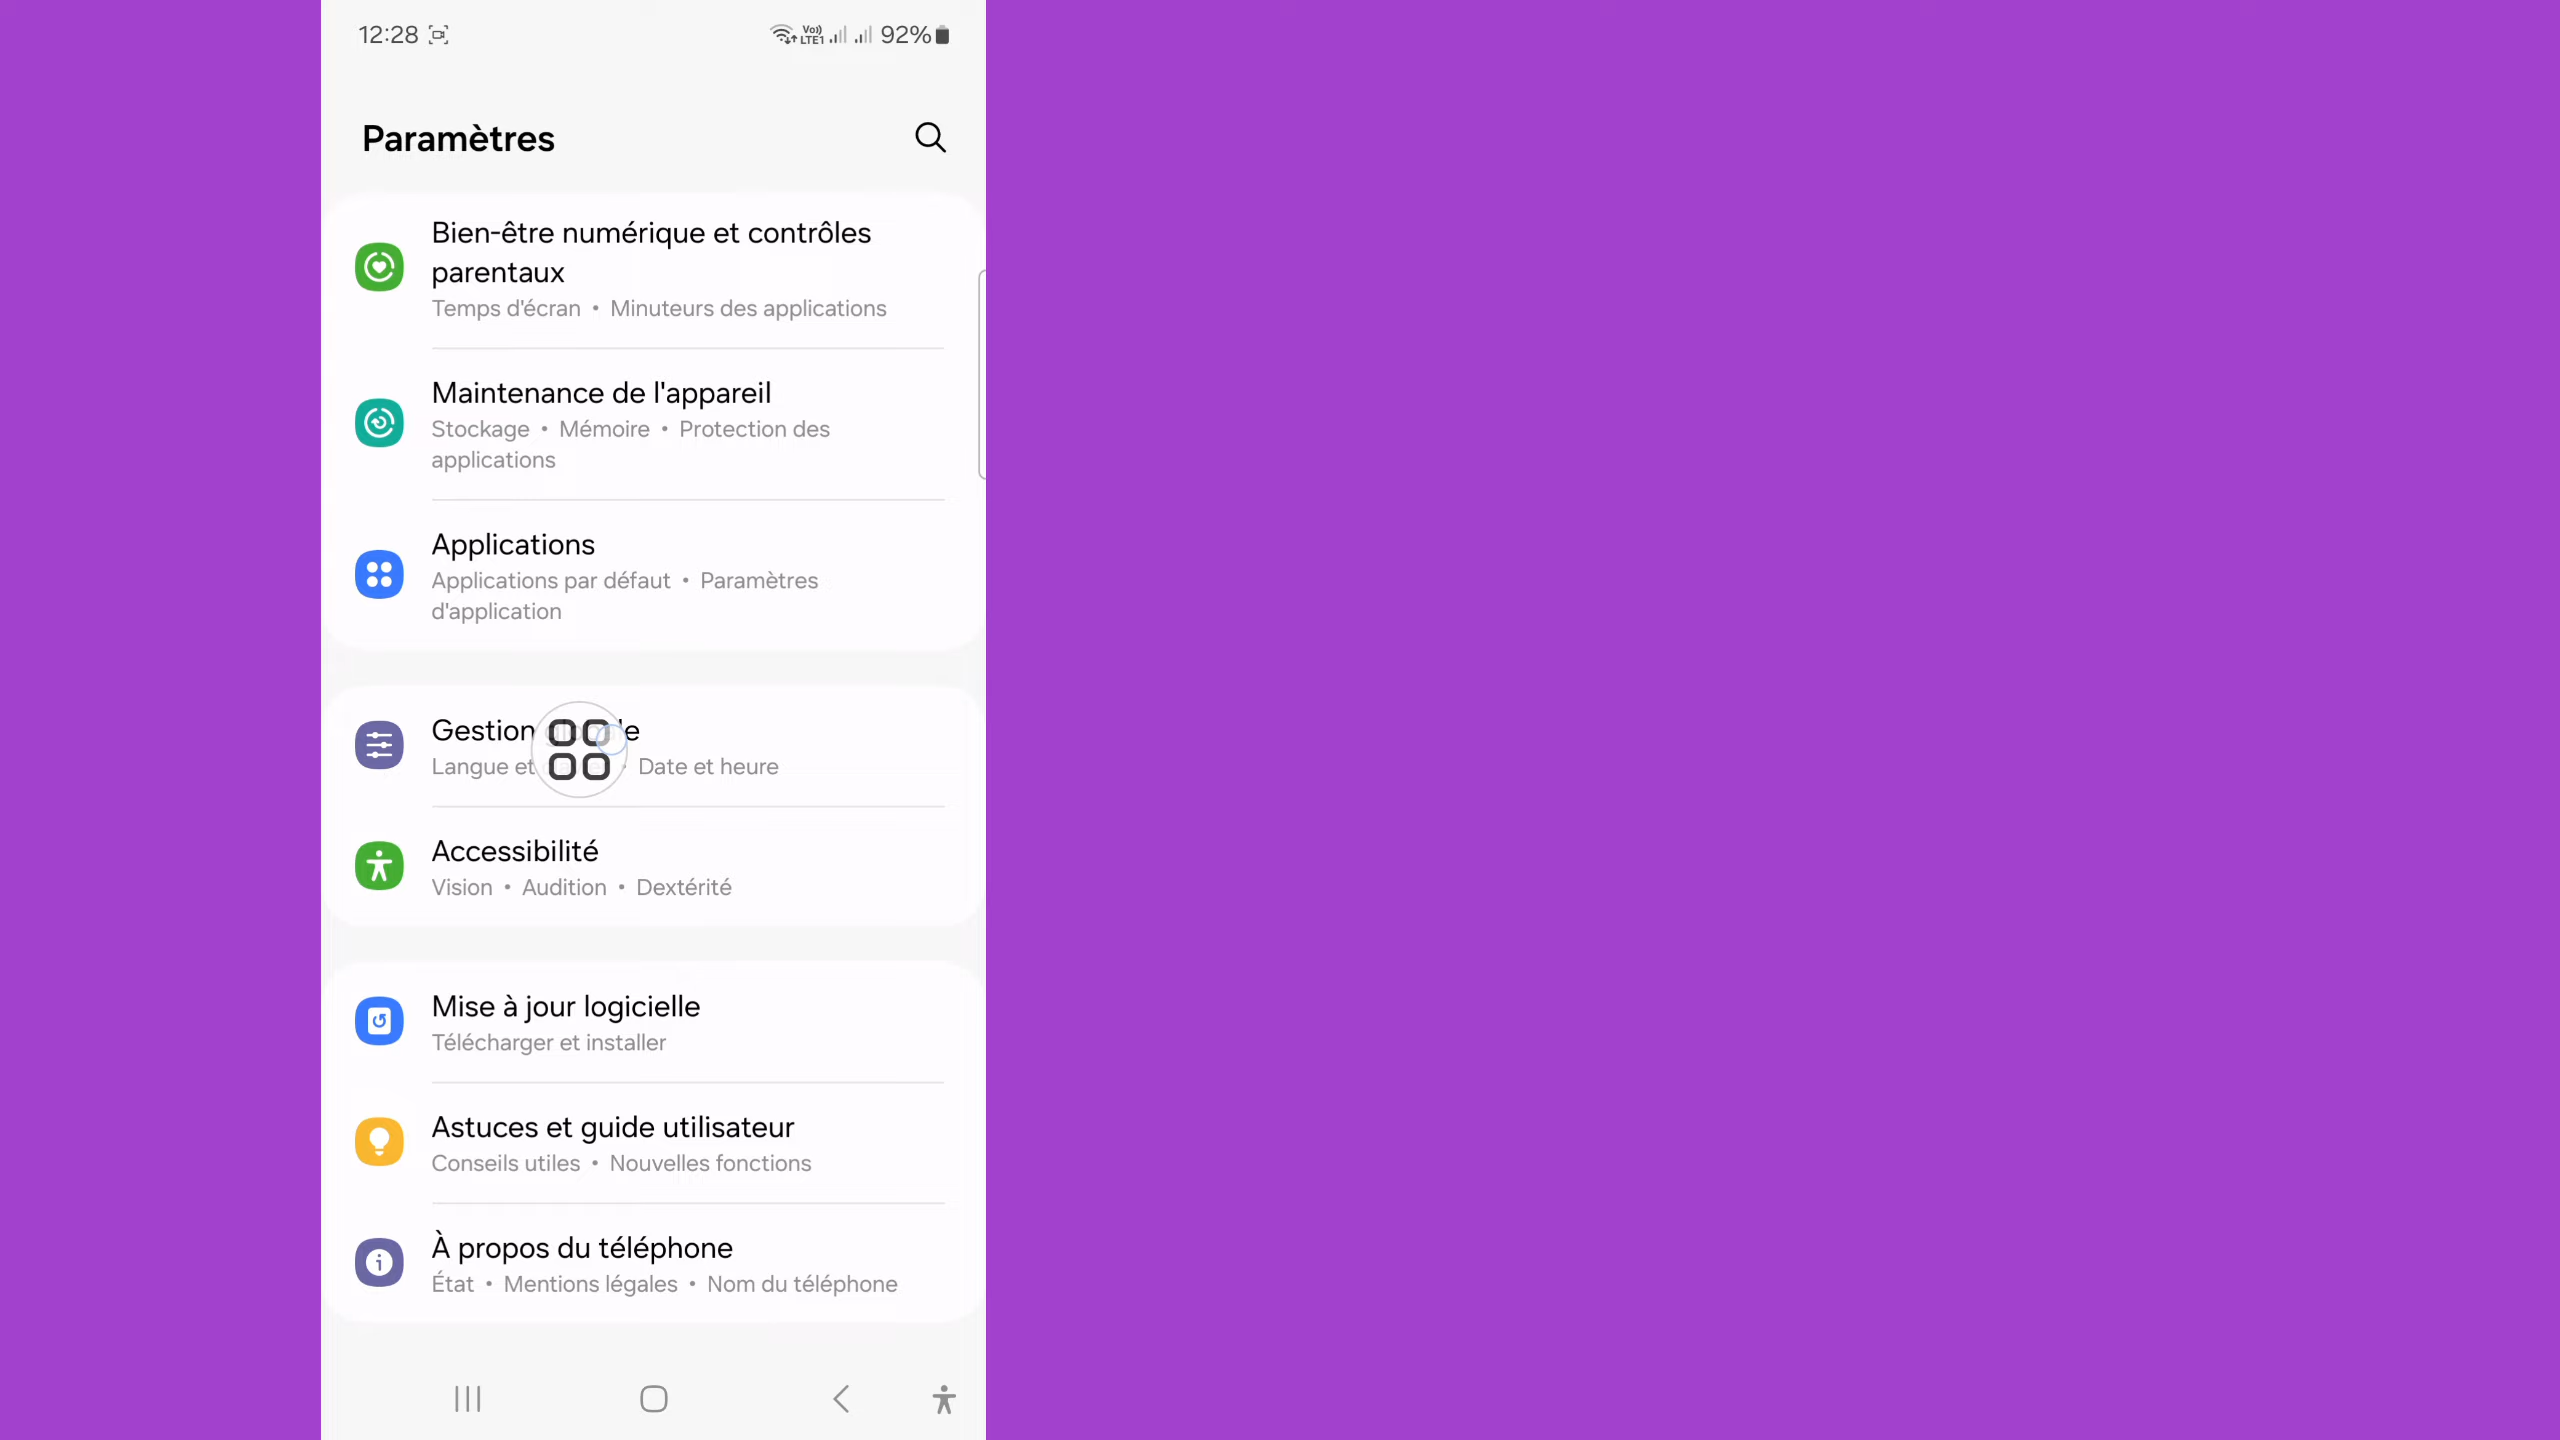 12:28 Vo)) LTE1 92%
Paramètres
Bien-être numérique et contrôles
parentaux
Temps d'écran • Minuteurs des applications
Maintenance de l'appareil
Stockage • Mémoire • Protection des
applications
Applications
Applications par défaut • Paramètres
d'application
Gestion
Langue et • Date et heure
Accessibilité
Vision • Audition • Dextérité
Mise à jour logicielle
Télécharger et installer
Astuces et guide utilisateur
Conseils utiles • Nouvelles fonctions
À propos du téléphone
État • Mentions légales • Nom du téléphone